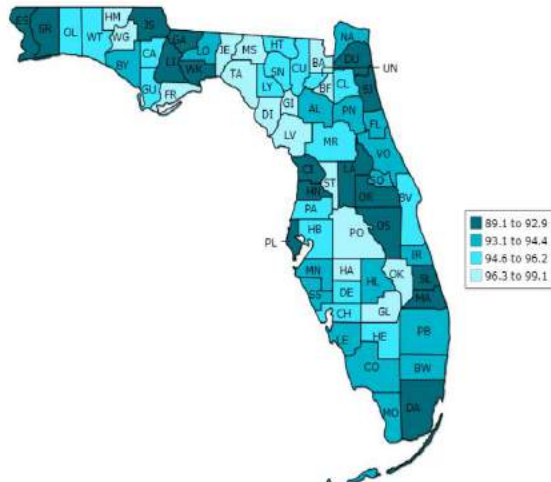 HM
ES
SR
OL
WT
JS
WG
CA
BY
GU
FR
GA
LI
LO
WK
JE
MS
TA
HT
LY
SN
CU
BA
UN
BF
DI
GI
LV
NA
DU
CL
SJ
AL
PN
FL
MR
VO
CI
ST
LA
SO
HN
OR
BV
PA
OS
PL
HB
PO
IR
MN
HA
HL
OK
SL
SS
DE
MA
CH
GL
LE
HE
PB
CO
BW
MO
DA
89.1 to 92.9
93.1 to 94.4
94.6 to 96.2
96.3 to 99.1